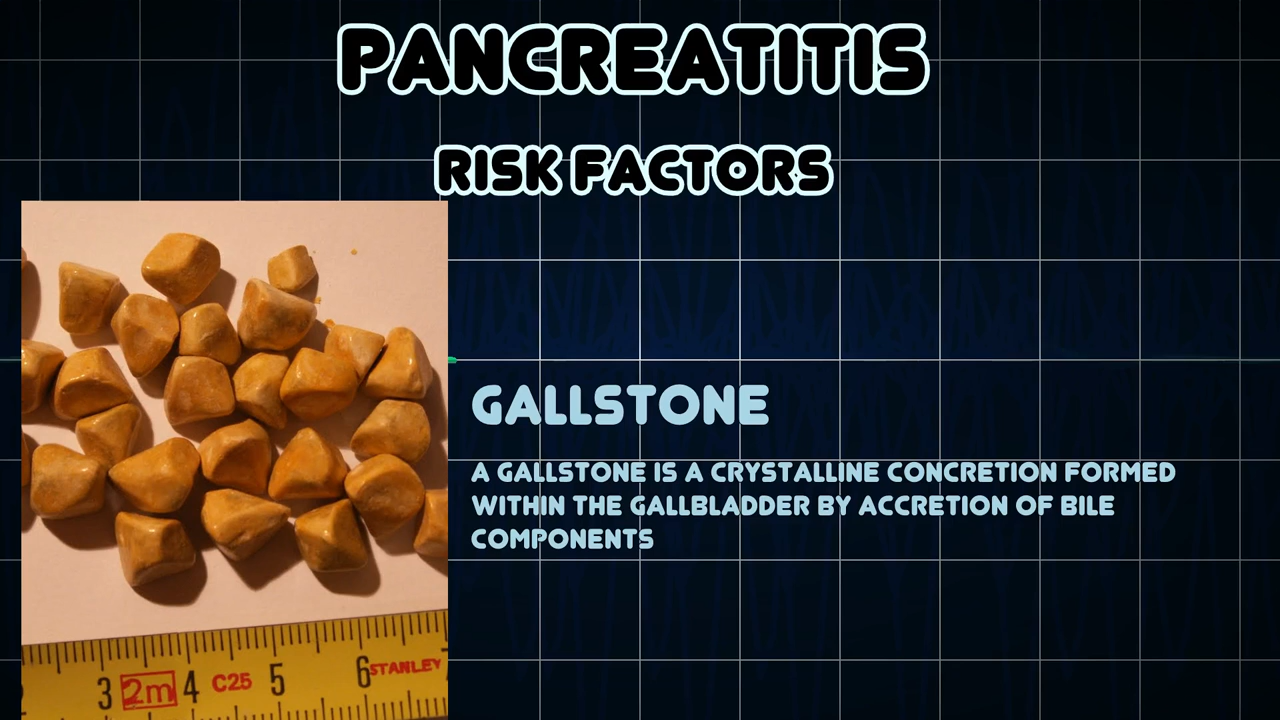 PANCREATITIS
RISK FACTORS
GALLSTONE
A GALLSTONE IS A CRYSTALLINE CONCRETION FORMED
WITHIN THE GALLBLADDER BY ACCRETION OF BILE
COMPONENTS
3 2m 4 C25 5 6 STANLEY